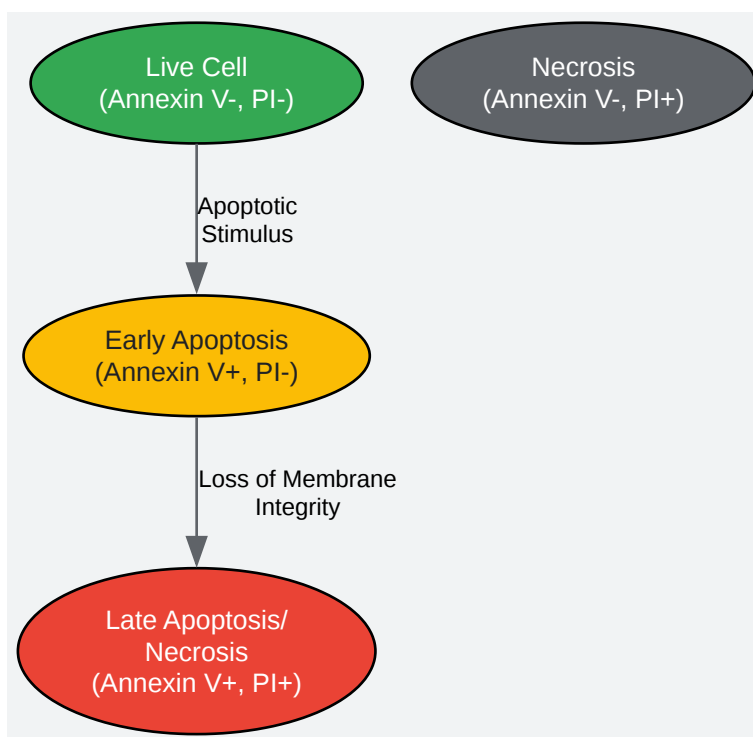 Live Cell
(Annexin V-, PI-)
Necrosis
(Annexin V-, PI+)
Apoptotic
Stimulus
Early Apoptosis
(Annexin V+, PI-)
Loss of Membrane
Integrity
Late Apoptosis/
Necrosis
(Annexin V+, PI+)